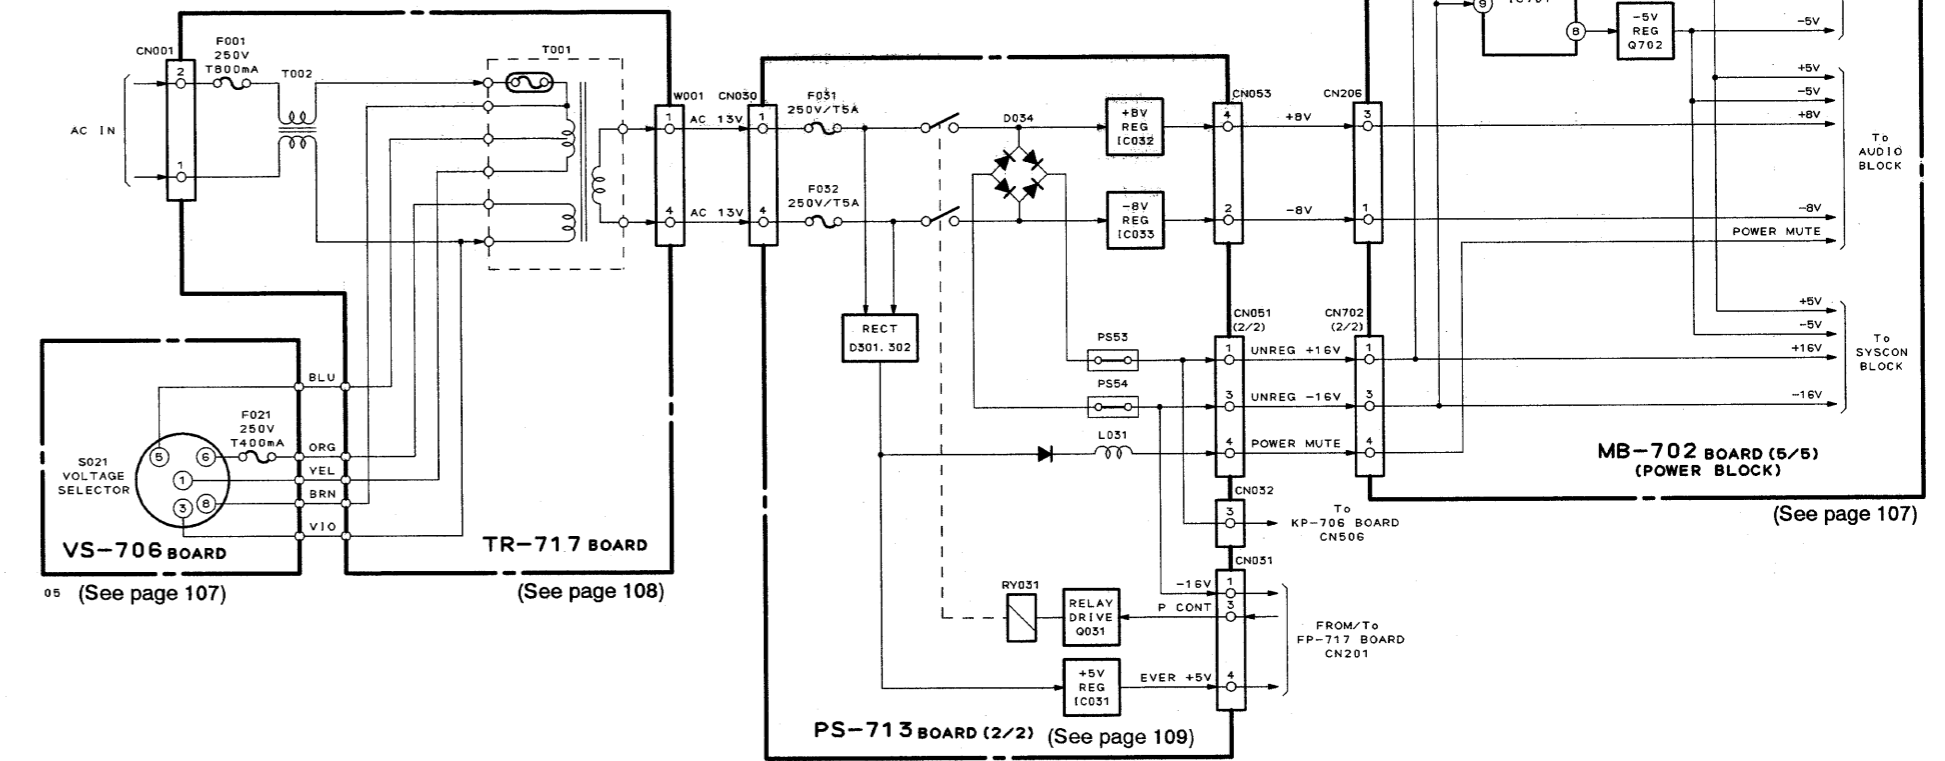 CN001
F001
250V
T800mA
T002
T001
2
1
AC IN
W001
CN030
1
AC 13V
1
4
AC 13V
4
F031
250V/T5A
F032
250V/T5A
D034
+8V
REG
IC032
-8V
REG
IC033
CN053
4
+8V
2
-8V
CN206
3
1
9
8
-5V
REG
Q702
-5V
+5V
-5V
+8V
-8V
POWER MUTE
To
AUDIO
BLOCK
+5V
-5V
+16V
-16V
To
SYSCON
BLOCK
RECT
D301.302
PS53
PS54
L031
CN051
(2/2)
1
UNREG +16V
3
UNREG -16V
4
POWER MUTE
CN702
(2/2)
1
3
4
MB-702 BOARD (5/5)
(POWER BLOCK)
(See page 107)
CN032
3
To
KP-706 BOARD
CN506
CN031
-16V
1
P CONT
3
EVER +5V
4
FROM/To
FP-717 BOARD
CN201
RY031
RELAY
DRIVE
Q031
+5V
REG
IC031
PS-713 BOARD (2/2)
(See page 109)
BLU
F021
250V
T400mA
ORG
YEL
BRN
VIO
S021
VOLTAGE
SELECTOR
5
6
1
3
8
VS-706 BOARD
05
(See page 107)
TR-717 BOARD
(See page 108)